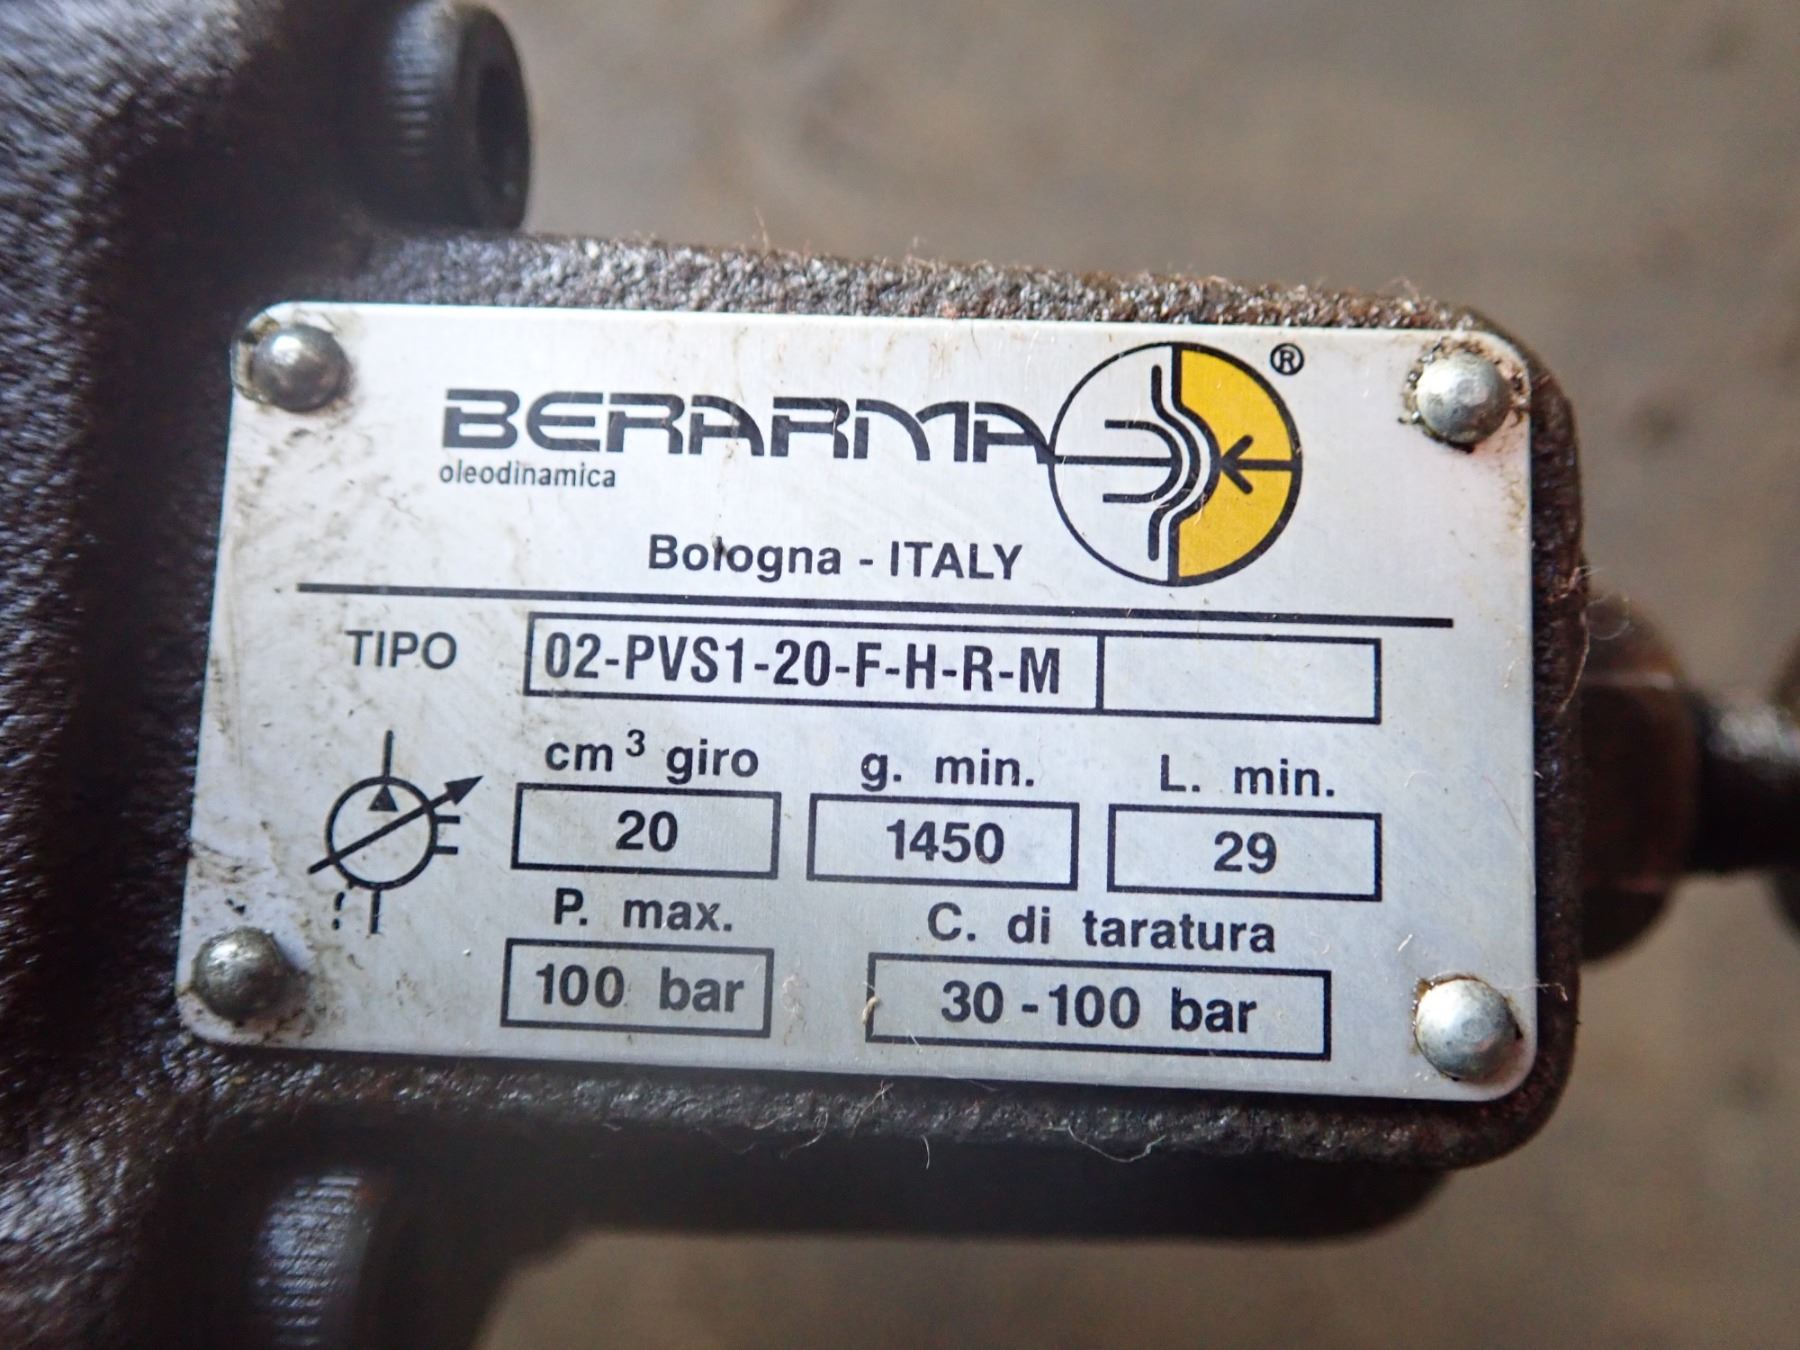 BERARMA ®
oleodinamica
Bologna - ITALY
TIPO 02-PVS1-20-F-H-R-M
cm³ giro g. min. L. min.
20 1450 29
P. max. C. di taratura
100 bar 30-100 bar